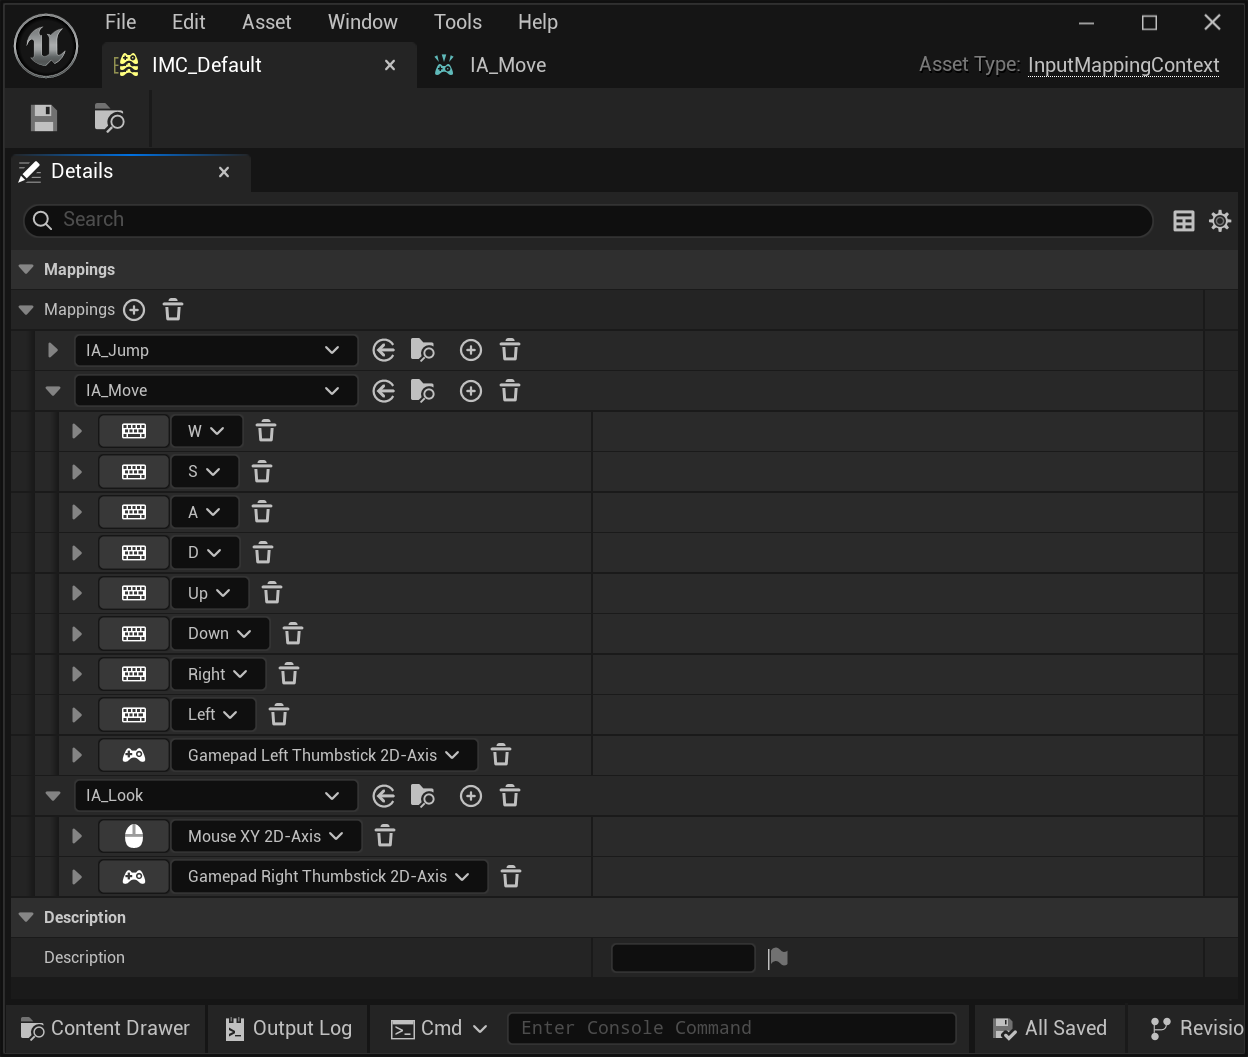 File Edit Asset Window Tools Help
IMC_Default IA_Move Asset Type: InputMappingContext
Details
Search
Mappings
Mappings
IA_Jump
IA_Move
W
S
A
D
Up
Down
Right
Left
Gamepad Left Thumbstick 2D-Axis
IA_Look
Mouse XY 2D-Axis
Gamepad Right Thumbstick 2D-Axis
Description
Description
Content Drawer Output Log Cmd Enter Console Command All Saved Revisio